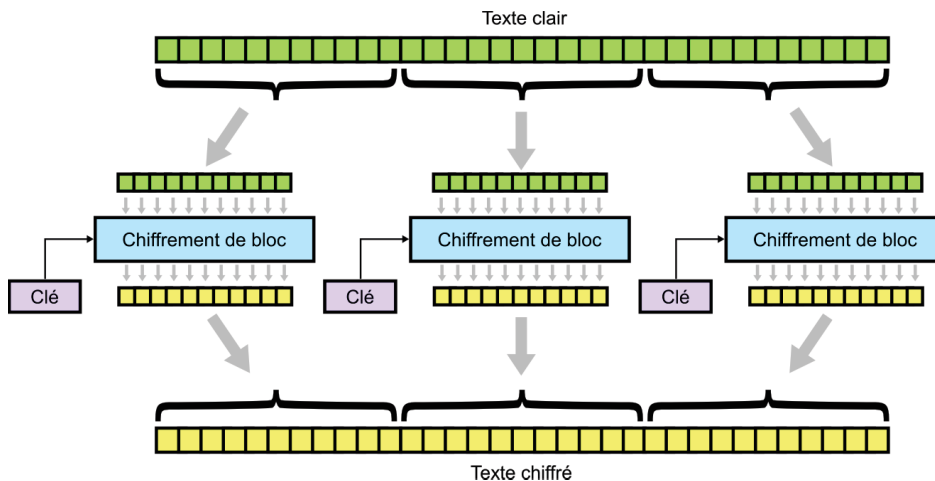 Texte clair
Chiffrement de bloc
Chiffrement de bloc
Chiffrement de bloc
Clé
Clé
Clé
Texte chiffré